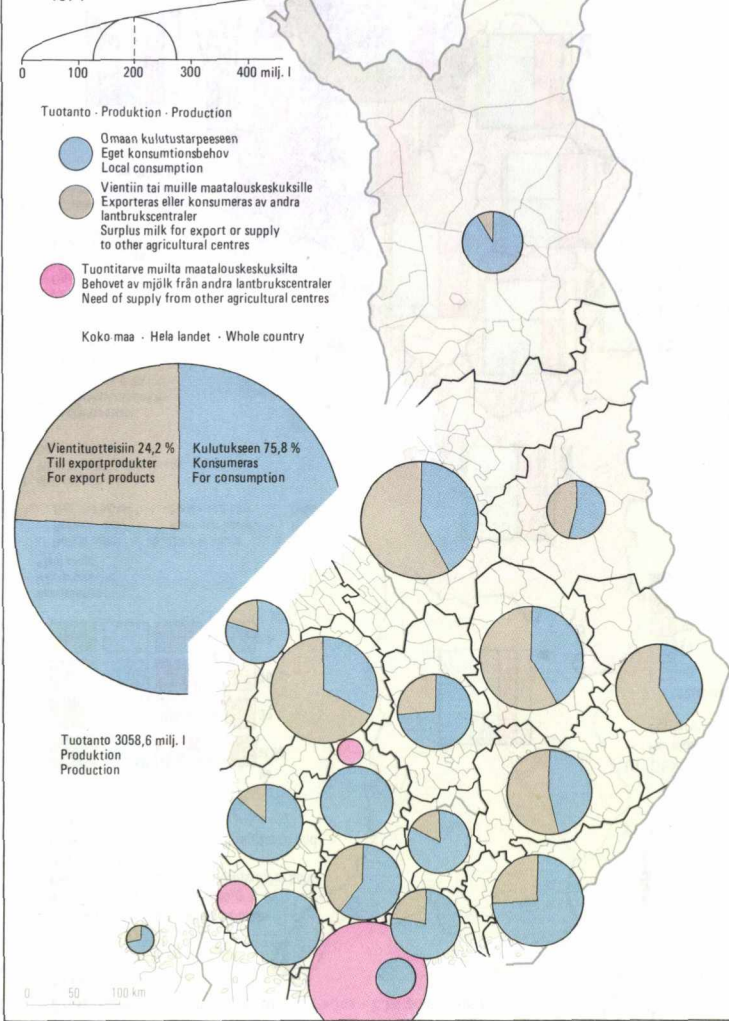 0 100 200 300 400 milj. l
Tuotanto · Produktion · Production
Omaan kulutustarpeeseen
Eget konsumtionsbehov
Local consumption
Vientiin tai muille maatalouskeskuksille
Exporteras eller konsumeras av andra
lantbrukscentraler
Surplus milk for export or supply
to other agricultural centres
Tuontitarve muilta maatalouskeskuksilta
Behovet av mjölk från andra lantbrukscentraler
Need of supply from other agricultural centres
Koko maa · Hela landet · Whole country
Vientituotteisiin 24,2 %
Till exportprodukter
For export products
Kulutukseen 75,8 %
Konsumeras
For consumption
Tuotanto 3058,6 milj. l
Produktion
Production
0 50 100 km